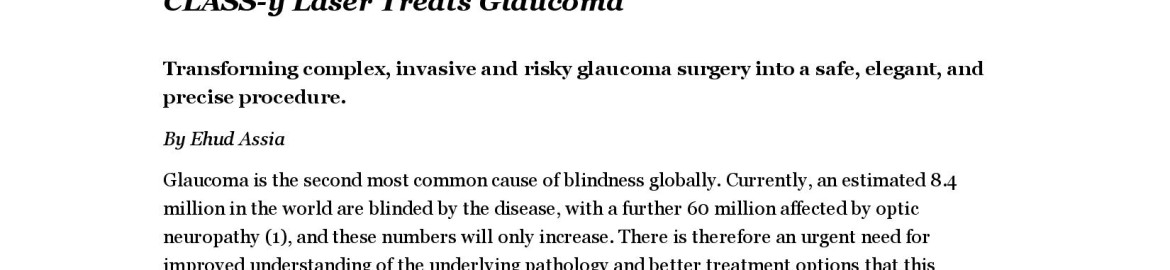 CLASS-y Laser Treats Glaucoma
Transforming complex, invasive and risky glaucoma surgery into a safe, elegant, and
precise procedure.
By Ehud Assia
Glaucoma is the second most common cause of blindness globally. Currently, an estimated 8.4
million in the world are blinded by the disease, with a further 60 million affected by optic
neuropathy (1), and these numbers will only increase. There is therefore an urgent need for
improved understanding of the underlying pathology and better treatment options that this